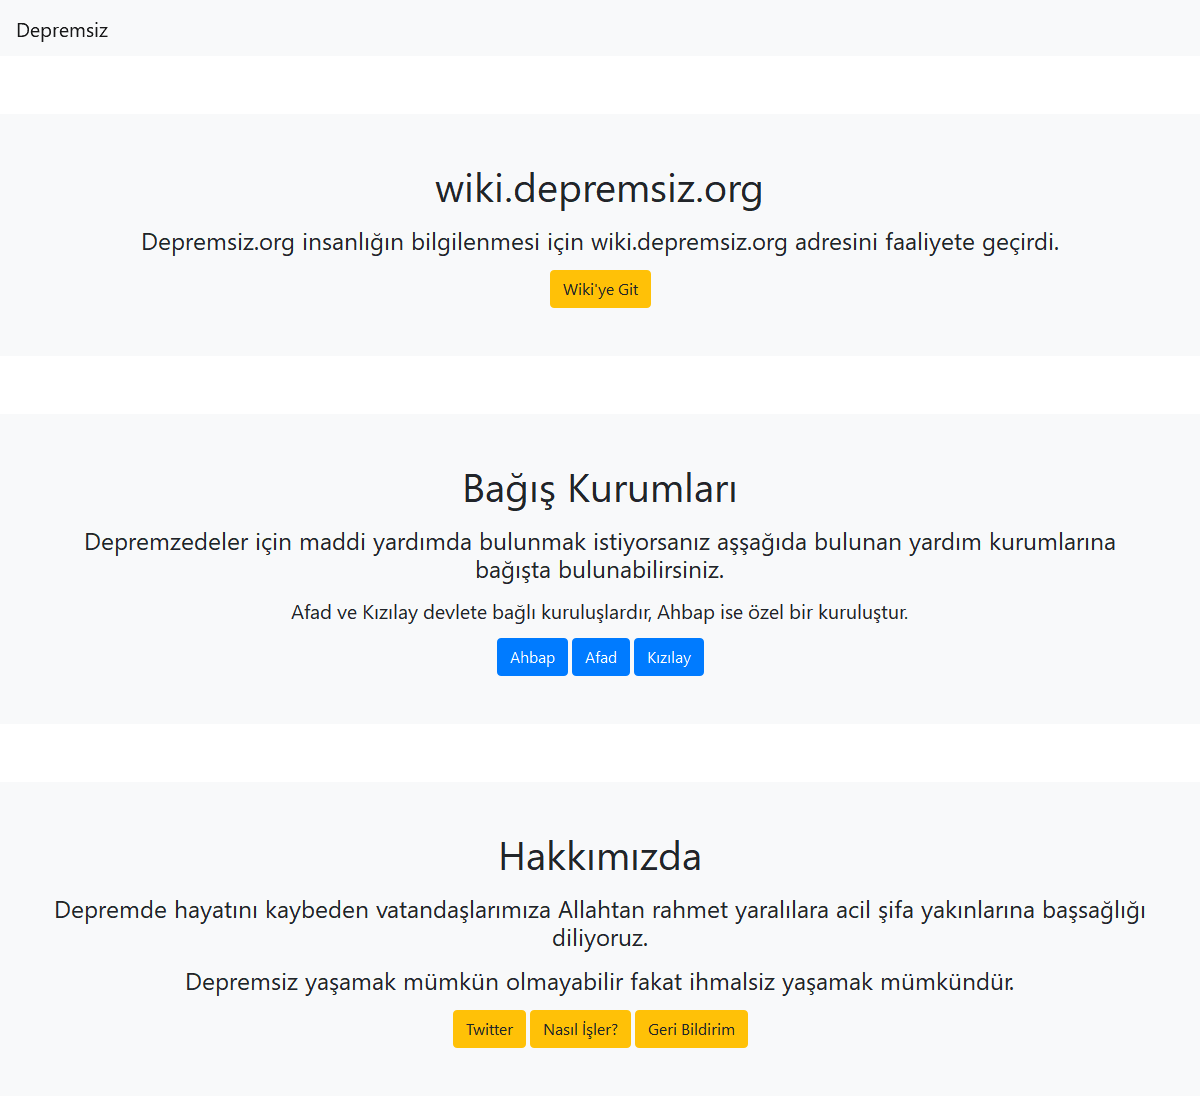 Depremsiz
wiki.depremsiz.org
Depremsiz.org insanlığın bilgilenmesi için wiki.depremsiz.org adresini faaliyete geçirdi.
Wiki'ye Git
Bağış Kurumları
Depremzedeler için maddi yardımda bulunmak istiyorsanız aşşağıda bulunan yardım kurumlarına
bağışta bulunabilirsiniz.
Afad ve Kızılay devlete bağlı kuruluşlardır, Ahbap ise özel bir kuruluştur.
Ahbap Afad Kızılay
Hakkımızda
Depremde hayatını kaybeden vatandaşlarımıza Allahtan rahmet yaralılara acil şifa yakınlarına başsağlığı
diliyoruz.
Depremsiz yaşamak mümkün olmayabilir fakat ihmalsiz yaşamak mümkündür.
Twitter Nasıl İşler? Geri Bildirim